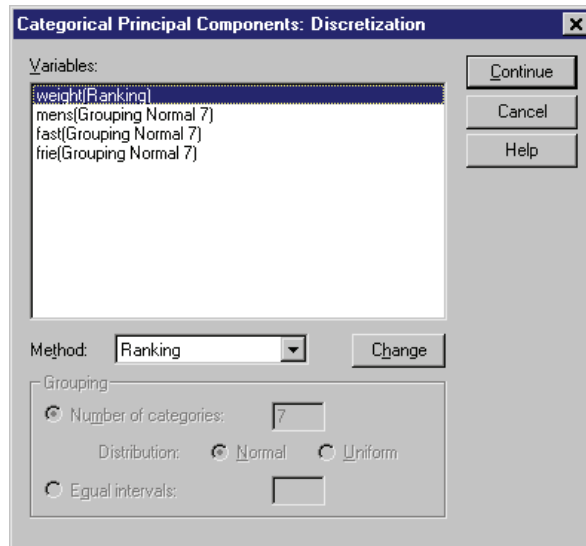 Categorical Principal Components: Discretization
Variables:
weight(Ranking)
mens(Grouping Normal 7)
fast(Grouping Normal 7)
frie(Grouping Normal 7)
Continue
Cancel
Help
Method: Ranking Change
Grouping
Number of categories: 7
Distribution: Normal Uniform
Equal intervals: